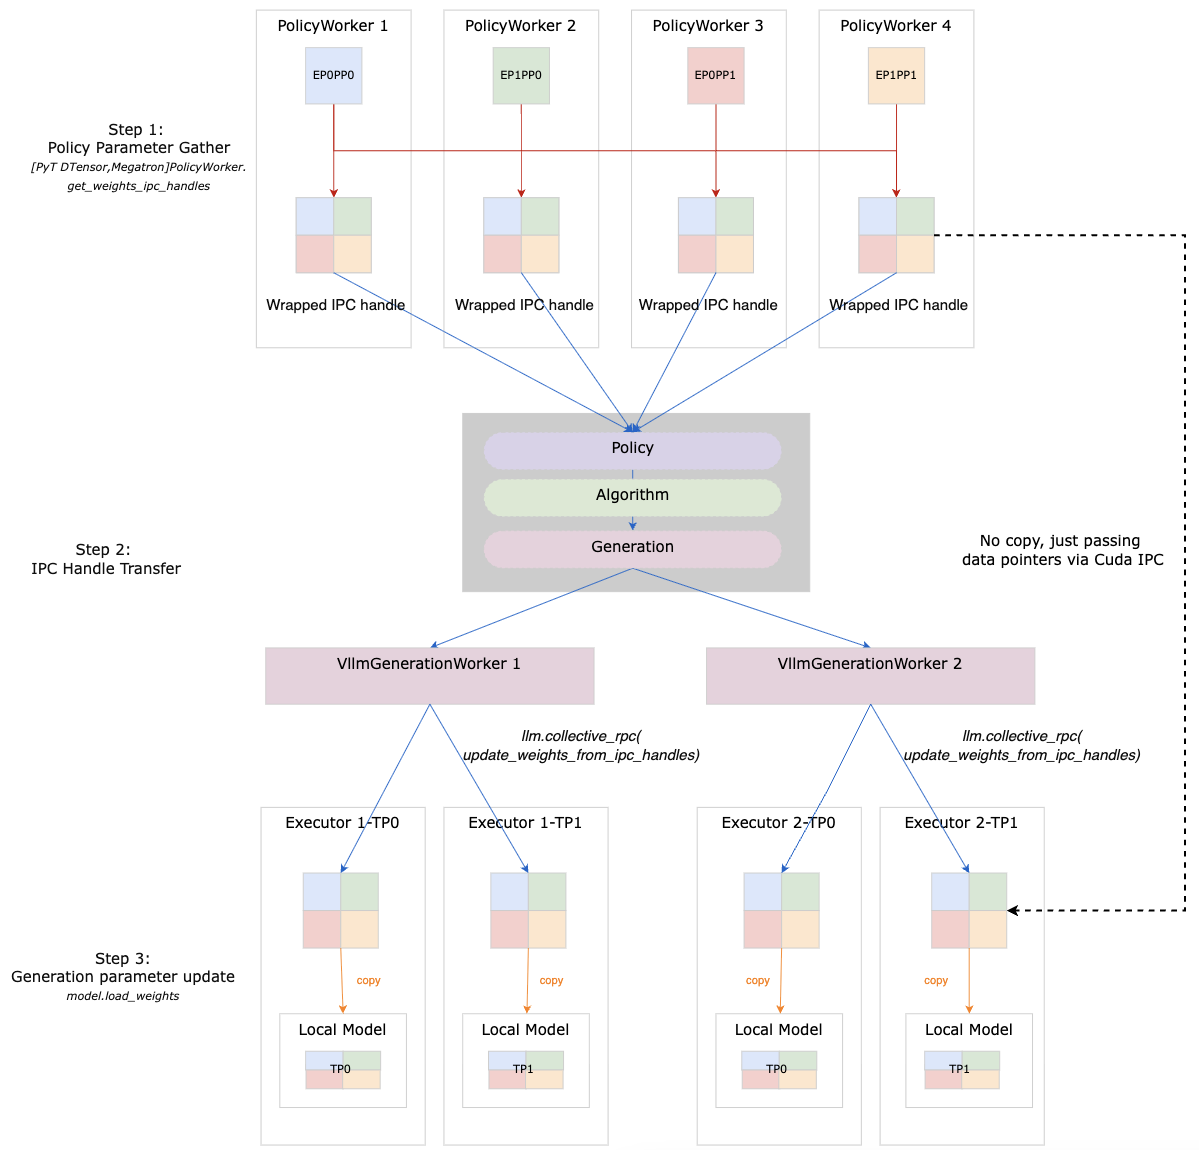 PolicyWorker 1
PolicyWorker 2
PolicyWorker 3
PolicyWorker 4
EP0PP0
EP1PP0
EP0PP1
EP1PP1
Step 1:
Policy Parameter Gather
[PyT DTensor,Megatron]PolicyWorker.
get_weights_ipc_handles
Wrapped IPC handle
Wrapped IPC handle
Wrapped IPC handle
Wrapped IPC handle
Policy
Algorithm
Generation
Step 2:
IPC Handle Transfer
No copy, just passing
data pointers via Cuda IPC
VllmGenerationWorker 1
VllmGenerationWorker 2
llm.collective_rpc(
update_weights_from_ipc_handles)
llm.collective_rpc(
update_weights_from_ipc_handles)
Executor 1-TP0
Executor 1-TP1
Executor 2-TP0
Executor 2-TP1
Step 3:
Generation parameter update
model.load_weights
copy
copy
copy
copy
Local Model
Local Model
Local Model
Local Model
TP0
TP1
TP0
TP1